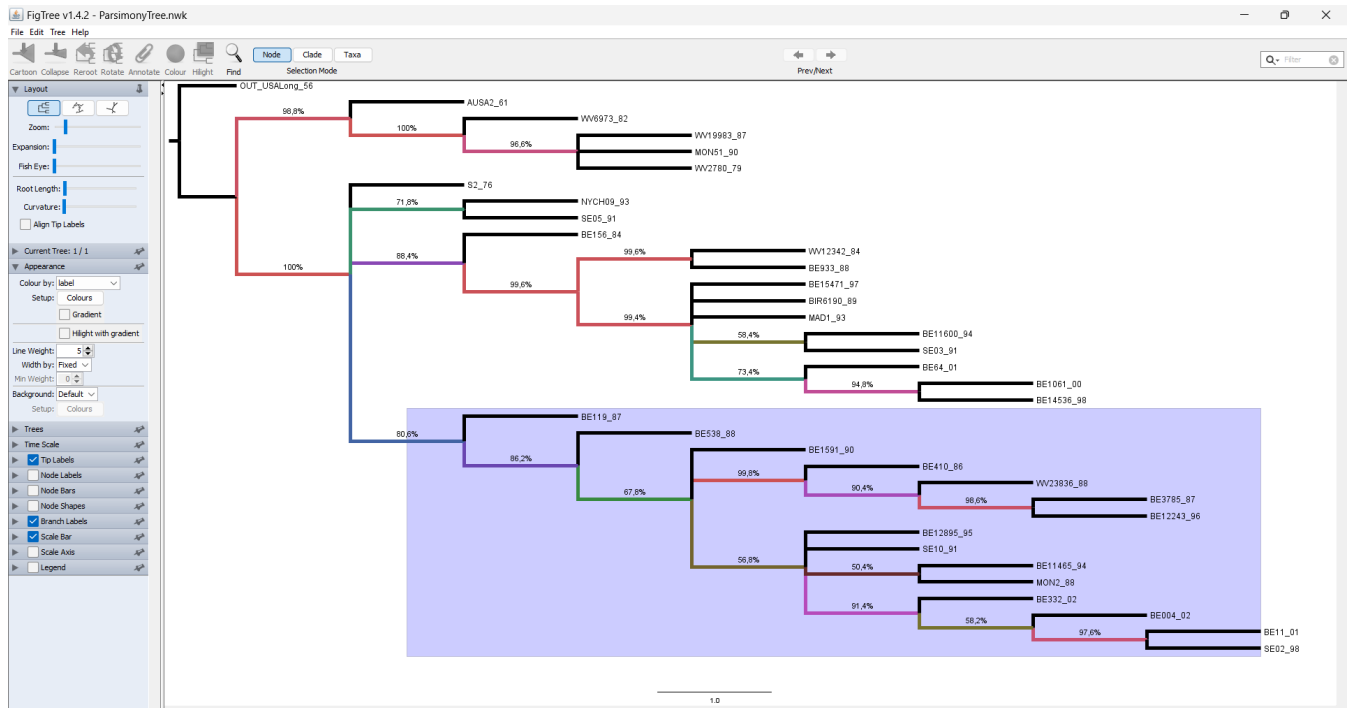 FigTree v1.4.2 - ParsimonyTree.nwk
File Edit Tree Help
Cartoon Collapse Reroot Rotate Annotate Colour Hilight Find
Node Clade Taxa
Selection Mode
Prev/Next
Filter
Layout
Zoom:
Expansion:
Fish Eye:
Root Length:
Curvature:
Align Tip Labels
Current Tree: 1 / 1
Appearance
Colour by: label
Setup: Colours
Gradient
Hilight with gradient
Line Weight: 5
Width by: Fixed
Min Weight: 0
Background: Default
Setup: Colours
Trees
Time Scale
Tip Labels
Node Labels
Node Bars
Node Shapes
Branch Labels
Scale Bar
Scale Axis
Legend
OUT_USALong_56
AUSA2_61
98,8%
WV6973_82
100%
WV19983_87
96,6%
MON51_90
WV2780_79
S2_76
71,8%
NYCH09_93
SE05_91
BE156_84
88,4%
WV12342_84
99,6%
BE933_88
100%
99,6%
BE15471_97
BIR6190_89
99,4%
MAD1_93
BE11600_94
58,4%
SE03_91
BE64_01
73,4%
BE1061_00
94,8%
BE14536_98
BE119_87
80,6%
BE538_88
86,2%
BE1591_90
BE410_86
99,8%
WV23836_88
90,4%
67,8%
BE3785_87
98,6%
BE12243_96
BE12895_95
SE10_91
56,8%
BE11465_94
50,4%
MON2_88
BE332_02
91,4%
BE004_02
58,2%
BE11_01
97,6%
SE02_98
1.0